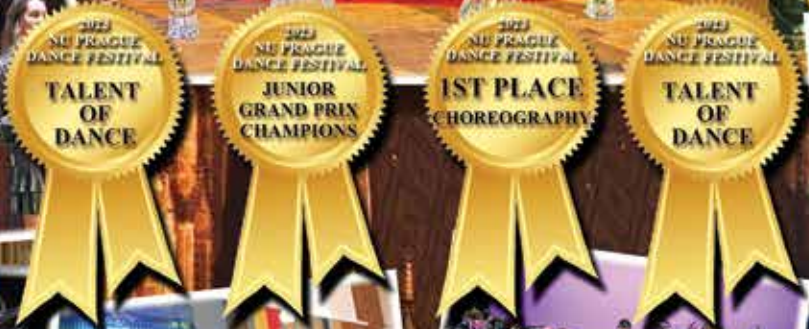 2023
NU PRAGUE
DANCE FESTIVAL
TALENT
OF
DANCE
2023
NU PRAGUE
DANCE FESTIVAL
JUNIOR
GRAND PRIX
CHAMPIONS
2023
NU PRAGUE
DANCE FESTIVAL
1ST PLACE
CHOREOGRAPHY
2023
NU PRAGUE
DANCE FESTIVAL
TALENT
OF
DANCE